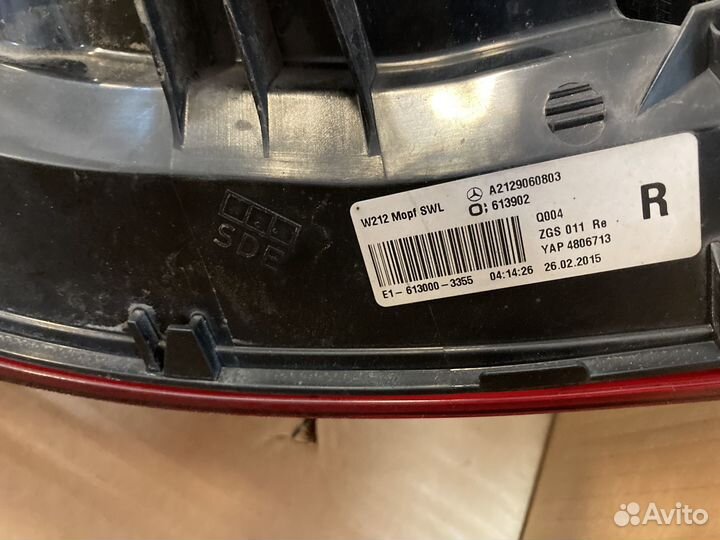 W212 Mopf SWL
A2129060803
613902
Q004
ZGS 011 Re
YAP 4806713
E1-613000-3355 04:14:26 26.02.2015
R
SDE
Avito